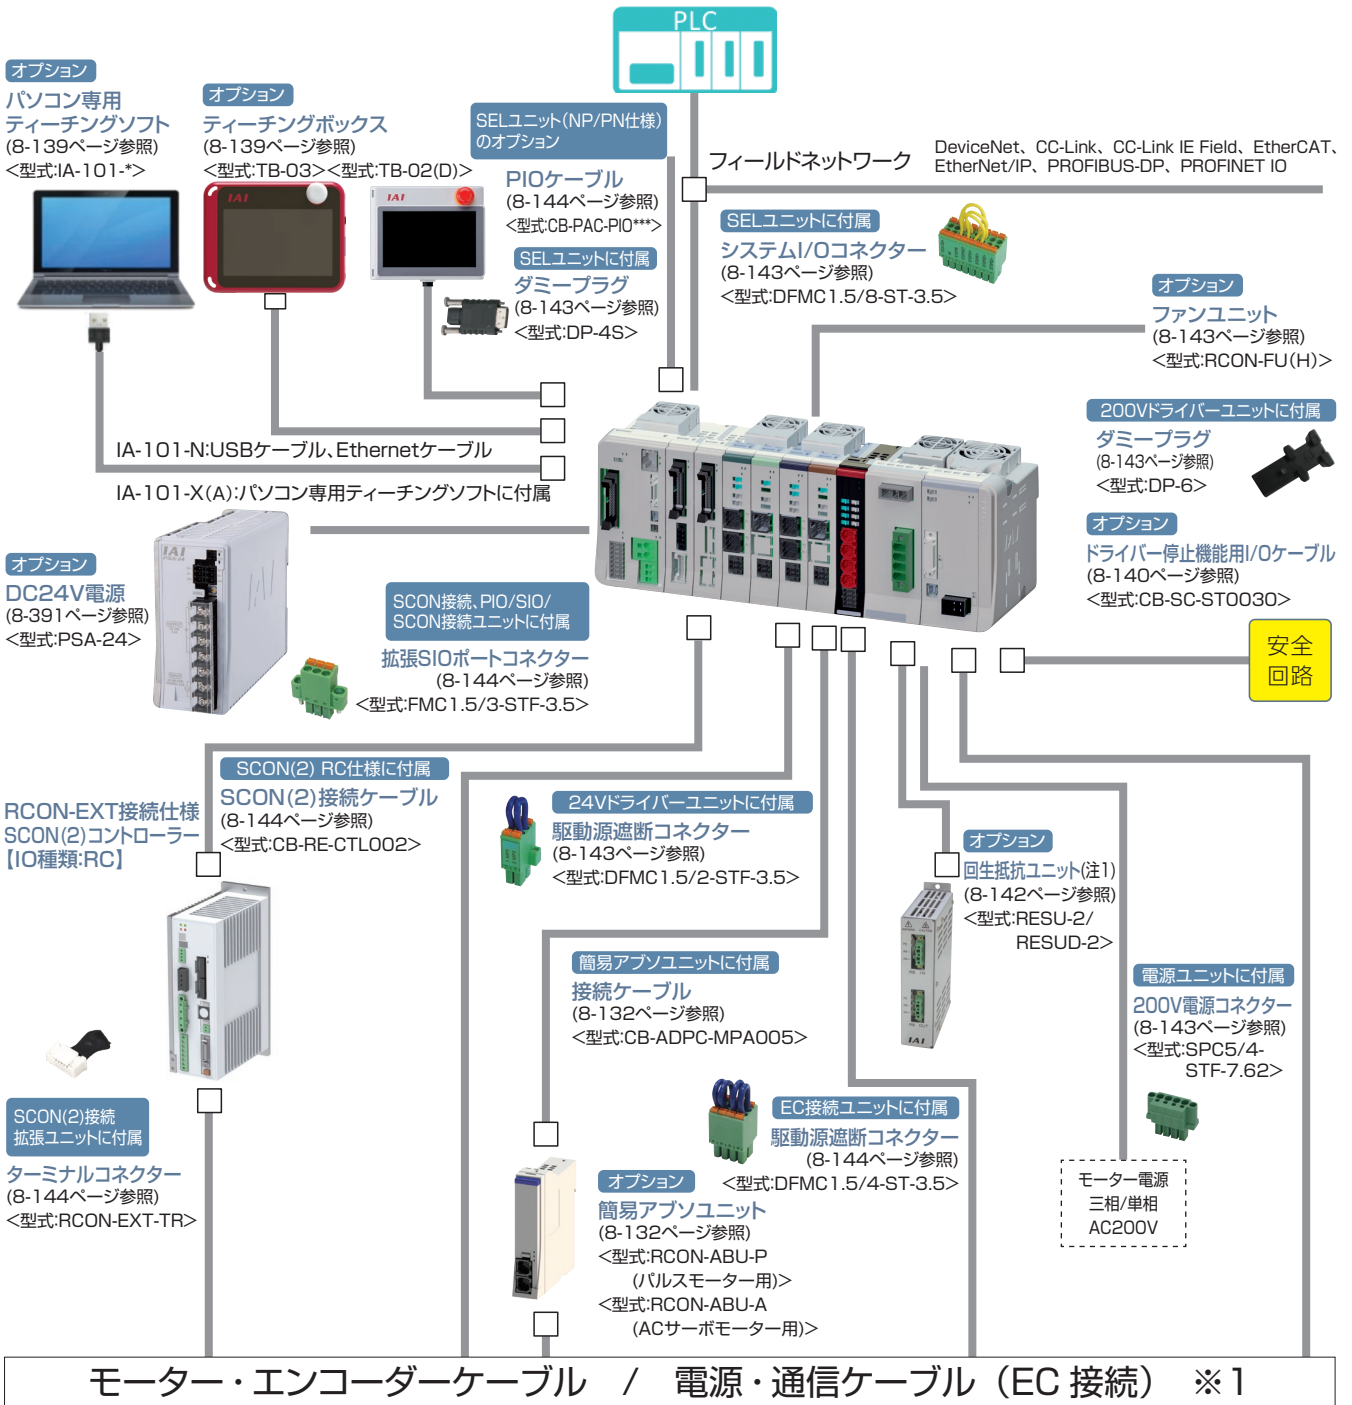 PLC
オプション
パソコン専用
ティーチングソフト
(8-139ページ参照)
<型式:IA-101-*>
オプション
ティーチングボックス
(8-139ページ参照)
<型式:TB-03><型式:TB-02(D)>
IAI
IAI
SELユニット(NP/PN仕様)
のオプション
PIOケーブル
(8-144ページ参照)
<型式:CB-PAC-PIO***>
SELユニットに付属
ダミープラグ
(8-143ページ参照)
<型式:DP-4S>
フィールドネットワーク
DeviceNet、CC-Link、CC-Link IE Field、EtherCAT、
EtherNet/IP、PROFIBUS-DP、PROFINET IO
SELユニットに付属
システムI/Oコネクター
(8-143ページ参照)
<型式:DFMC1.5/8-ST-3.5>
オプション
ファンユニット
(8-143ページ参照)
<型式:RCON-FU(H)>
200Vドライバーユニットに付属
ダミープラグ
(8-143ページ参照)
<型式:DP-6>
オプション
ドライバー停止機能用I/Oケーブル
(8-140ページ参照)
<型式:CB-SC-STO030>
安全
回路
IA-101-N:USBケーブル、Ethernetケーブル
IA-101-X(A):パソコン専用ティーチングソフトに付属
オプション
DC24V電源
(8-391ページ参照)
<型式:PSA-24>
IAI
PSA-24
SCON接続、PIO/SIO/
SCON接続ユニットに付属
拡張SIOポートコネクター
(8-144ページ参照)
<型式:FMC1.5/3-STF-3.5>
SCON(2) RC仕様に付属
SCON(2)接続ケーブル
(8-144ページ参照)
<型式:CB-RE-CTL002>
RCON-EXT接続仕様
SCON(2)コントローラー
【IO種類:RC】
24Vドライバーユニットに付属
駆動源遮断コネクター
(8-143ページ参照)
<型式:DFMC1.5/2-STF-3.5>
オプション
回生抵抗ユニット(注1)
(8-142ページ参照)
<型式:RESU-2/
RESUD-2>
IAI
簡易アブソユニットに付属
接続ケーブル
(8-132ページ参照)
<型式:CB-ADPC-MPA005>
電源ユニットに付属
200V電源コネクター
(8-143ページ参照)
<型式:SPC5/4-
STF-7.62>
EC接続ユニットに付属
駆動源遮断コネクター
(8-144ページ参照)
<型式:DFMC1.5/4-ST-3.5>
SCON(2)接続
拡張ユニットに付属
ターミナルコネクター
(8-144ページ参照)
<型式:RCON-EXT-TR>
オプション
簡易アブソユニット
(8-132ページ参照)
<型式:RCON-ABU-P
(パルスモーター用)>
<型式:RCON-ABU-A
(ACサーボモーター用)>
モーター電源
三相/単相
AC200V
モーター・エンコーダーケーブル / 電源・通信ケーブル(EC 接続) ※1